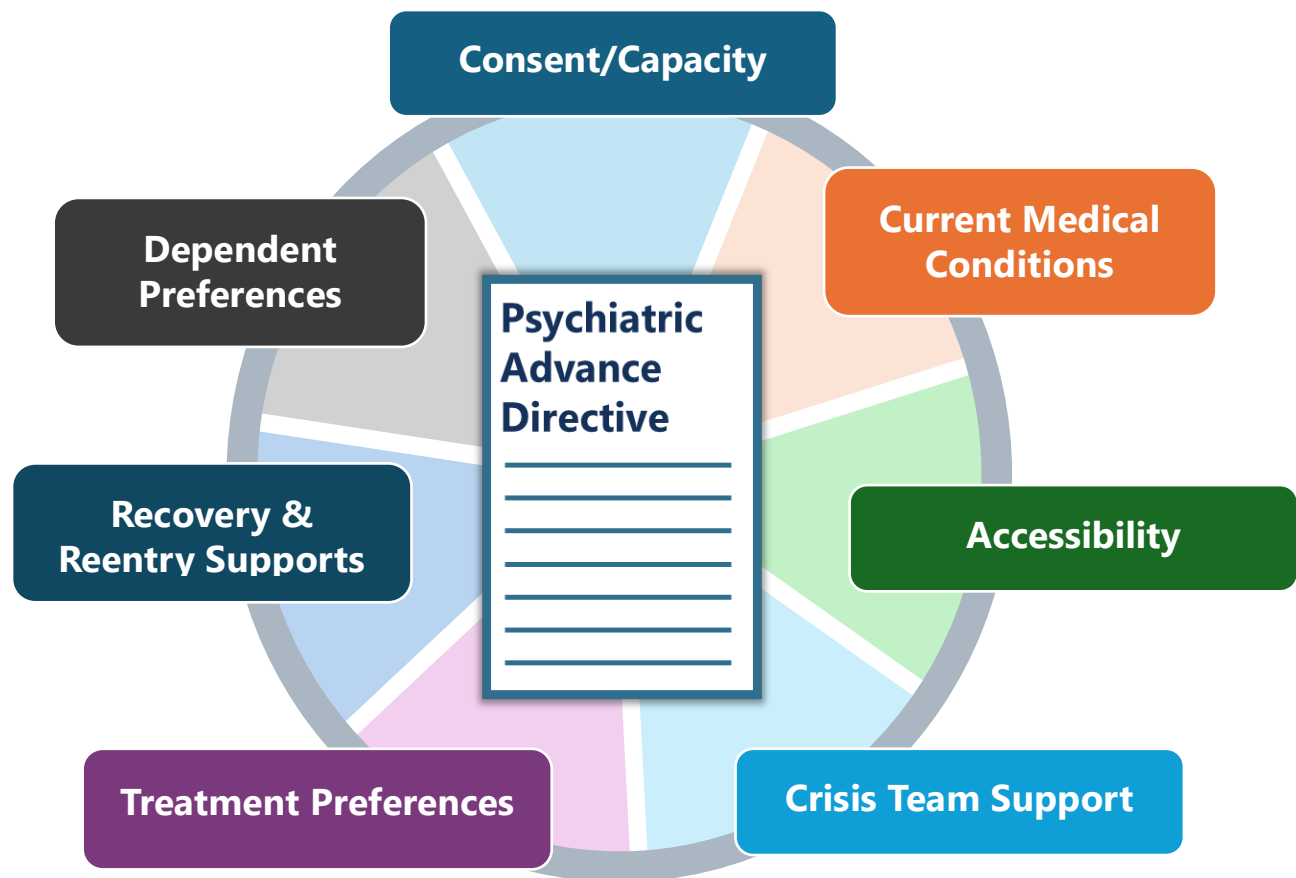 Consent/Capacity
Current Medical
Conditions
Accessibility
Crisis Team Support
Treatment Preferences
Recovery &
Reentry Supports
Dependent
Preferences
Psychiatric
Advance
Directive